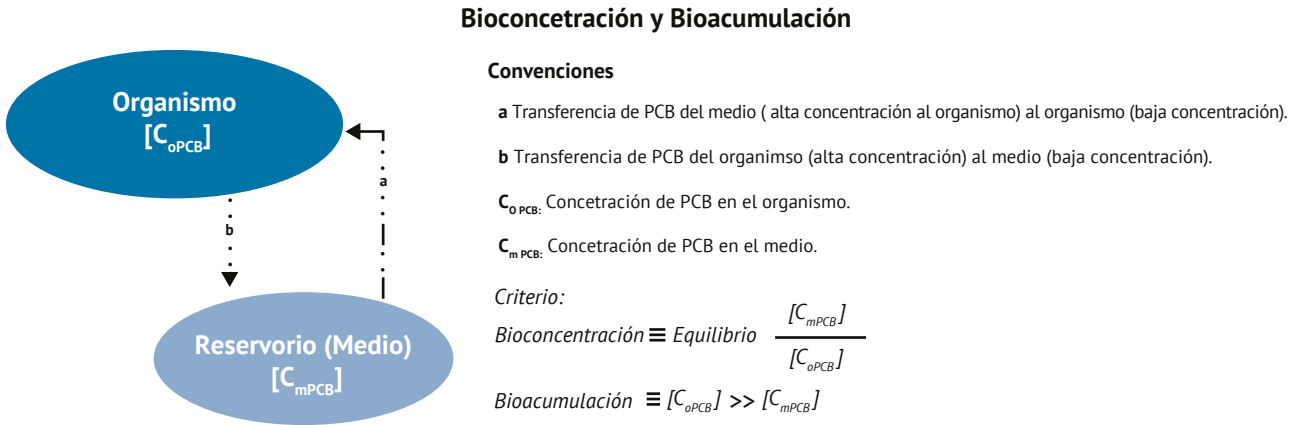 Bioconcetración y Bioacumulación
Organismo
[CoPCB]
a
b
Reservorio (Medio)
[CmPCB]
Convenciones
a Transferencia de PCB del medio ( alta concentración al organismo) al organismo (baja concentración).
b Transferencia de PCB del organimso (alta concentración) al medio (baja concentración).
CO PCB: Concetración de PCB en el organismo.
Cm PCB: Concetración de PCB en el medio.
Criterio:
Bioconcentración ≡ Equilibrio [CmPCB]
[CoPCB]
Bioacumulación ≡ [CoPCB] >> [CmPCB]